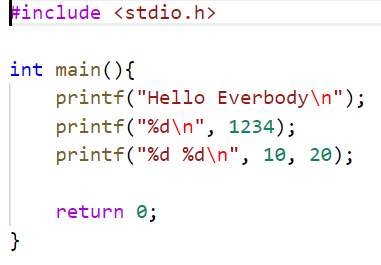 #include <stdio.h>
int main(){
    printf("Hello Everbody\n");
    printf("%d\n", 1234);
    printf("%d %d\n", 10, 20);
    return 0;
}